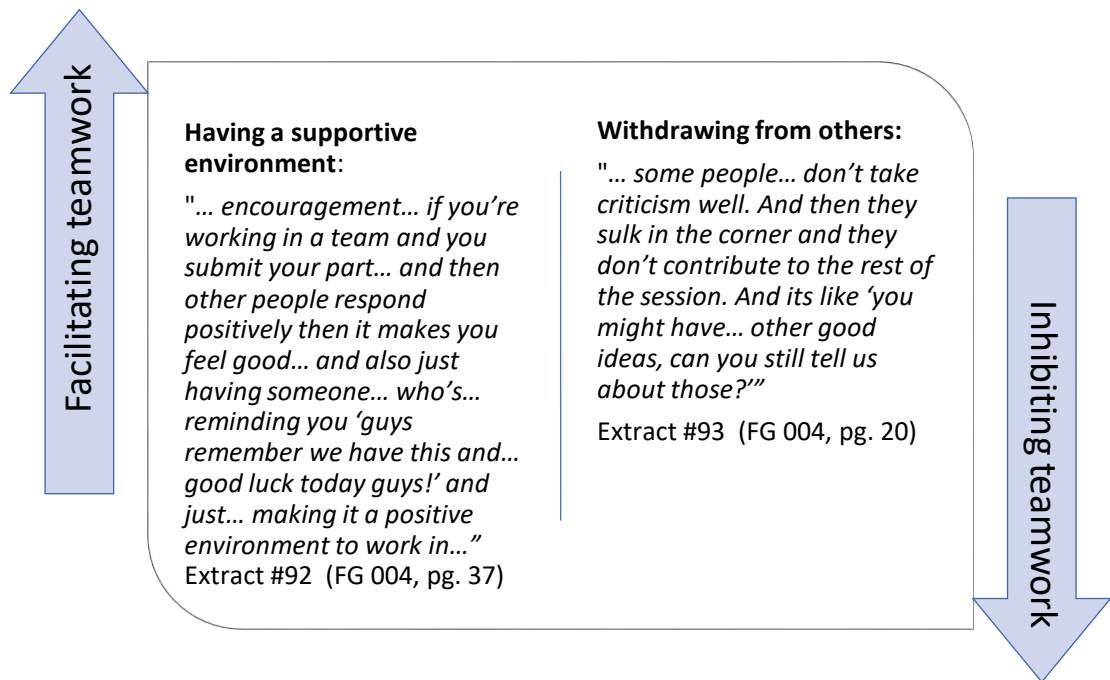 Facilitating teamwork
Having a supportive
environment:
"… encouragement… if you’re
working in a team and you
submit your part… and then
other people respond
positively then it makes you
feel good… and also just
having someone… who’s…
reminding you ‘guys
remember we have this and…
good luck today guys!’ and
just… making it a positive
environment to work in…”
Extract #92  (FG 004, pg. 37)
Withdrawing from others:
"… some people… don’t take
criticism well. And then they
sulk in the corner and they
don’t contribute to the rest of
the session. And its like ‘you
might have… other good
ideas, can you still tell us
about those?’”
Extract #93  (FG 004, pg. 20)
Inhibiting teamwork